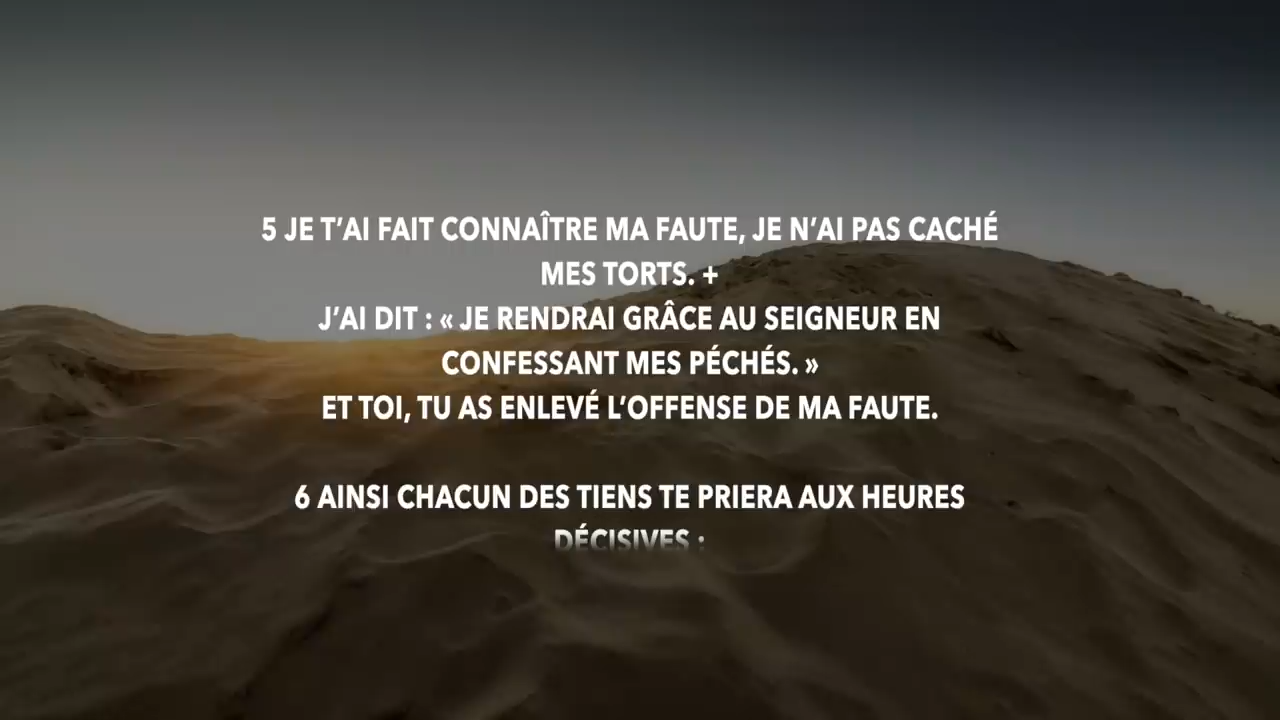 5 JE T’AI FAIT CONNAÎTRE MA FAUTE, JE N’AI PAS CACHÉ
MES TORTS. +
J’AI DIT : « JE RENDRAI GRÂCE AU SEIGNEUR EN
CONFESSANT MES PÉCHÉS. »
ET TOI, TU AS ENLEVÉ L’OFFENSE DE MA FAUTE.
6 AINSI CHACUN DES TIENS TE PRIERA AUX HEURES
DÉCISIVES ;